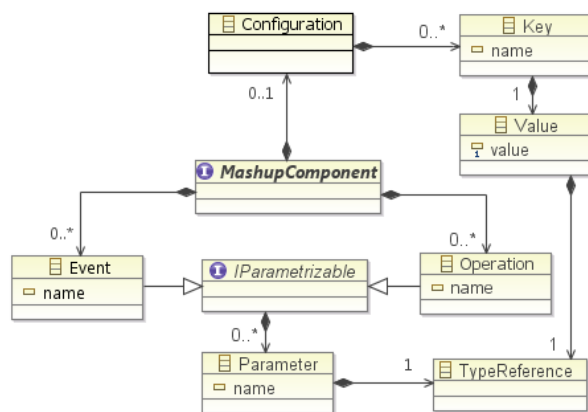 Configuration
0..*
Key
name
0..1
1
Value
value
1
I MashupComponent
0..*
0..*
Event
name
I IParametrizable
Operation
name
0..*
1
Parameter
name
1
TypeReference